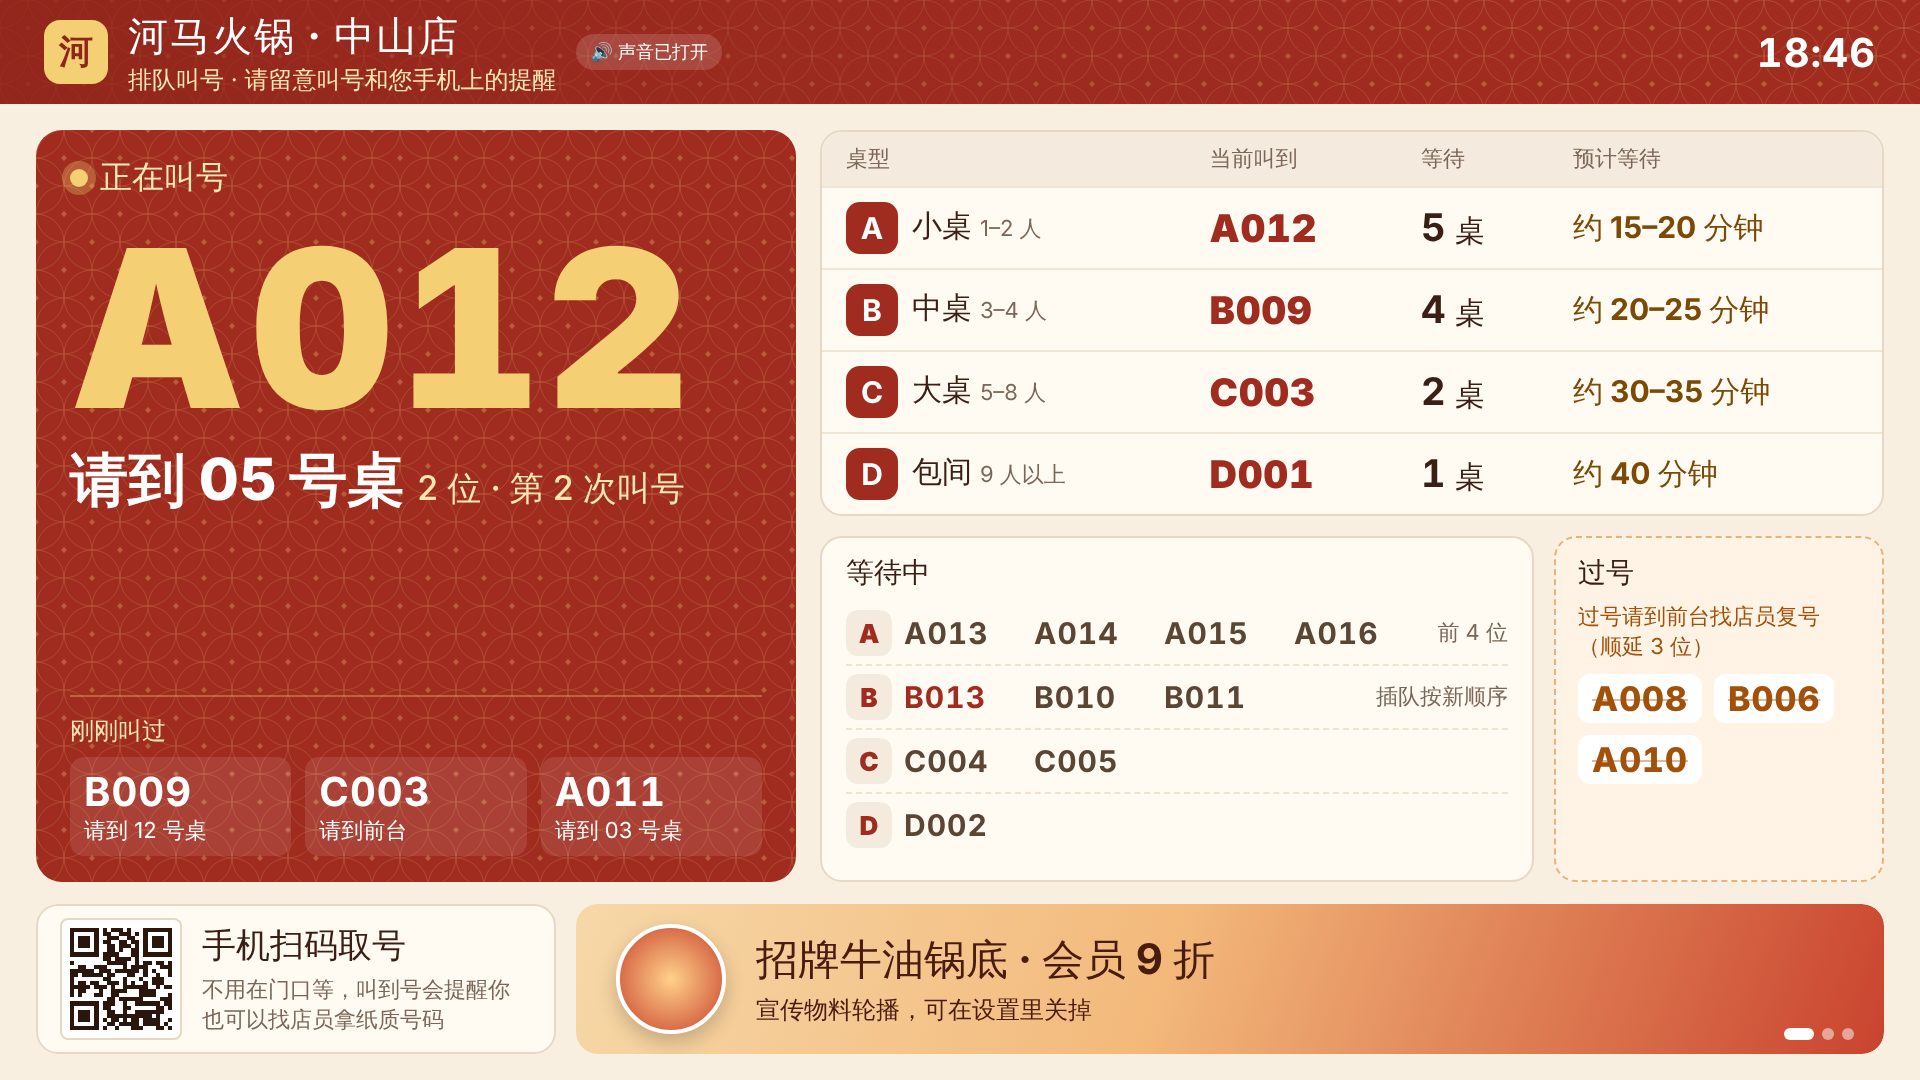 河
河马火锅 · 中山店
排队叫号 · 请留意叫号和您手机上的提醒
🔊 声音已打开
18:46
正在叫号
A012
请到 05 号桌 2 位 · 第 2 次叫号
刚刚叫过
B009
请到 12 号桌
C003
请到前台
A011
请到 03 号桌
桌型 当前叫到 等待 预计等待
A 小桌 1–2 人 A012 5 桌 约 15–20 分钟
B 中桌 3–4 人 B009 4 桌 约 20–25 分钟
C 大桌 5–8 人 C003 2 桌 约 30–35 分钟
D 包间 9 人以上 D001 1 桌 约 40 分钟
等待中
A A013 A014 A015 A016 前 4 位
B B013 B010 B011 插队按新顺序
C C004 C005
D D002
过号
过号请到前台找店员复号
（顺延 3 位）
A008 B006
A010
手机扫码取号
不用在门口等，叫到号会提醒你
也可以找店员拿纸质号码
招牌牛油锅底 · 会员 9 折
宣传物料轮播，可在设置里关掉